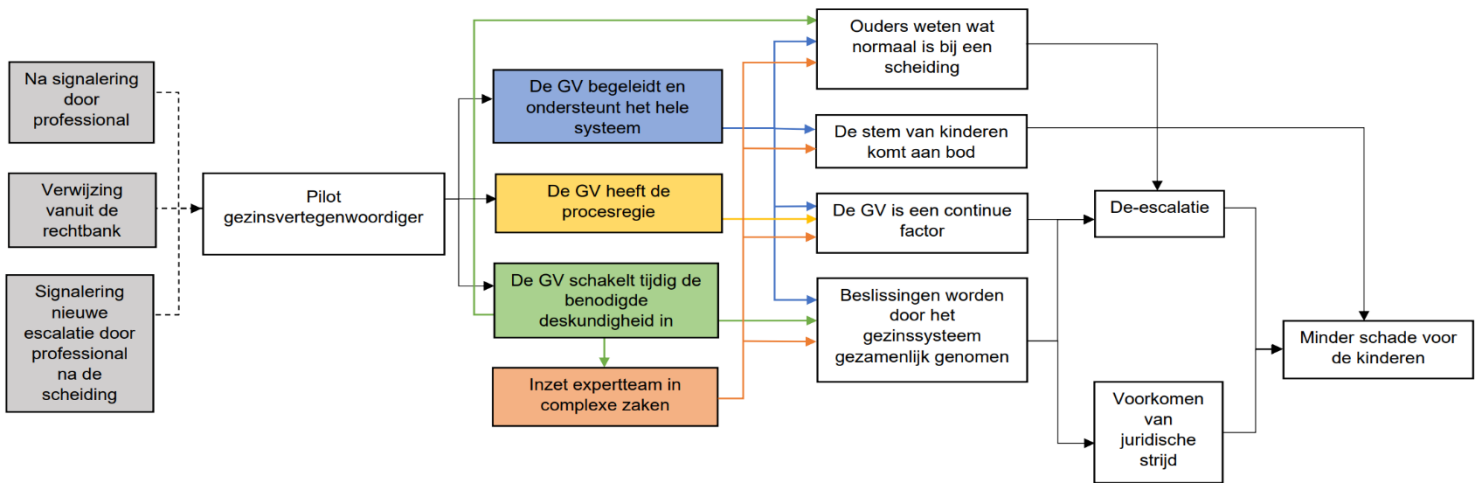 Na signalering
door
professional
Verwijzing
vanuit de
rechtbank
Signalering
nieuwe
escalatie door
professional
na de
scheiding
Pilot
gezinsvertegenwoordiger
De GV begeleidt en
ondersteunt het hele
systeem
De GV heeft de
procesregie
De GV schakelt tijdig de
benodigde
deskundigheid in
Inzet expertteam in
complexe zaken
Ouders weten wat
normaal is bij een
scheiding
De stem van kinderen
komt aan bod
De GV is een continue
factor
Beslissingen worden
door het
gezinssysteem
gezamenlijk genomen
De-escalatie
Voorkomen
van
juridische
strijd
Minder schade voor
de kinderen